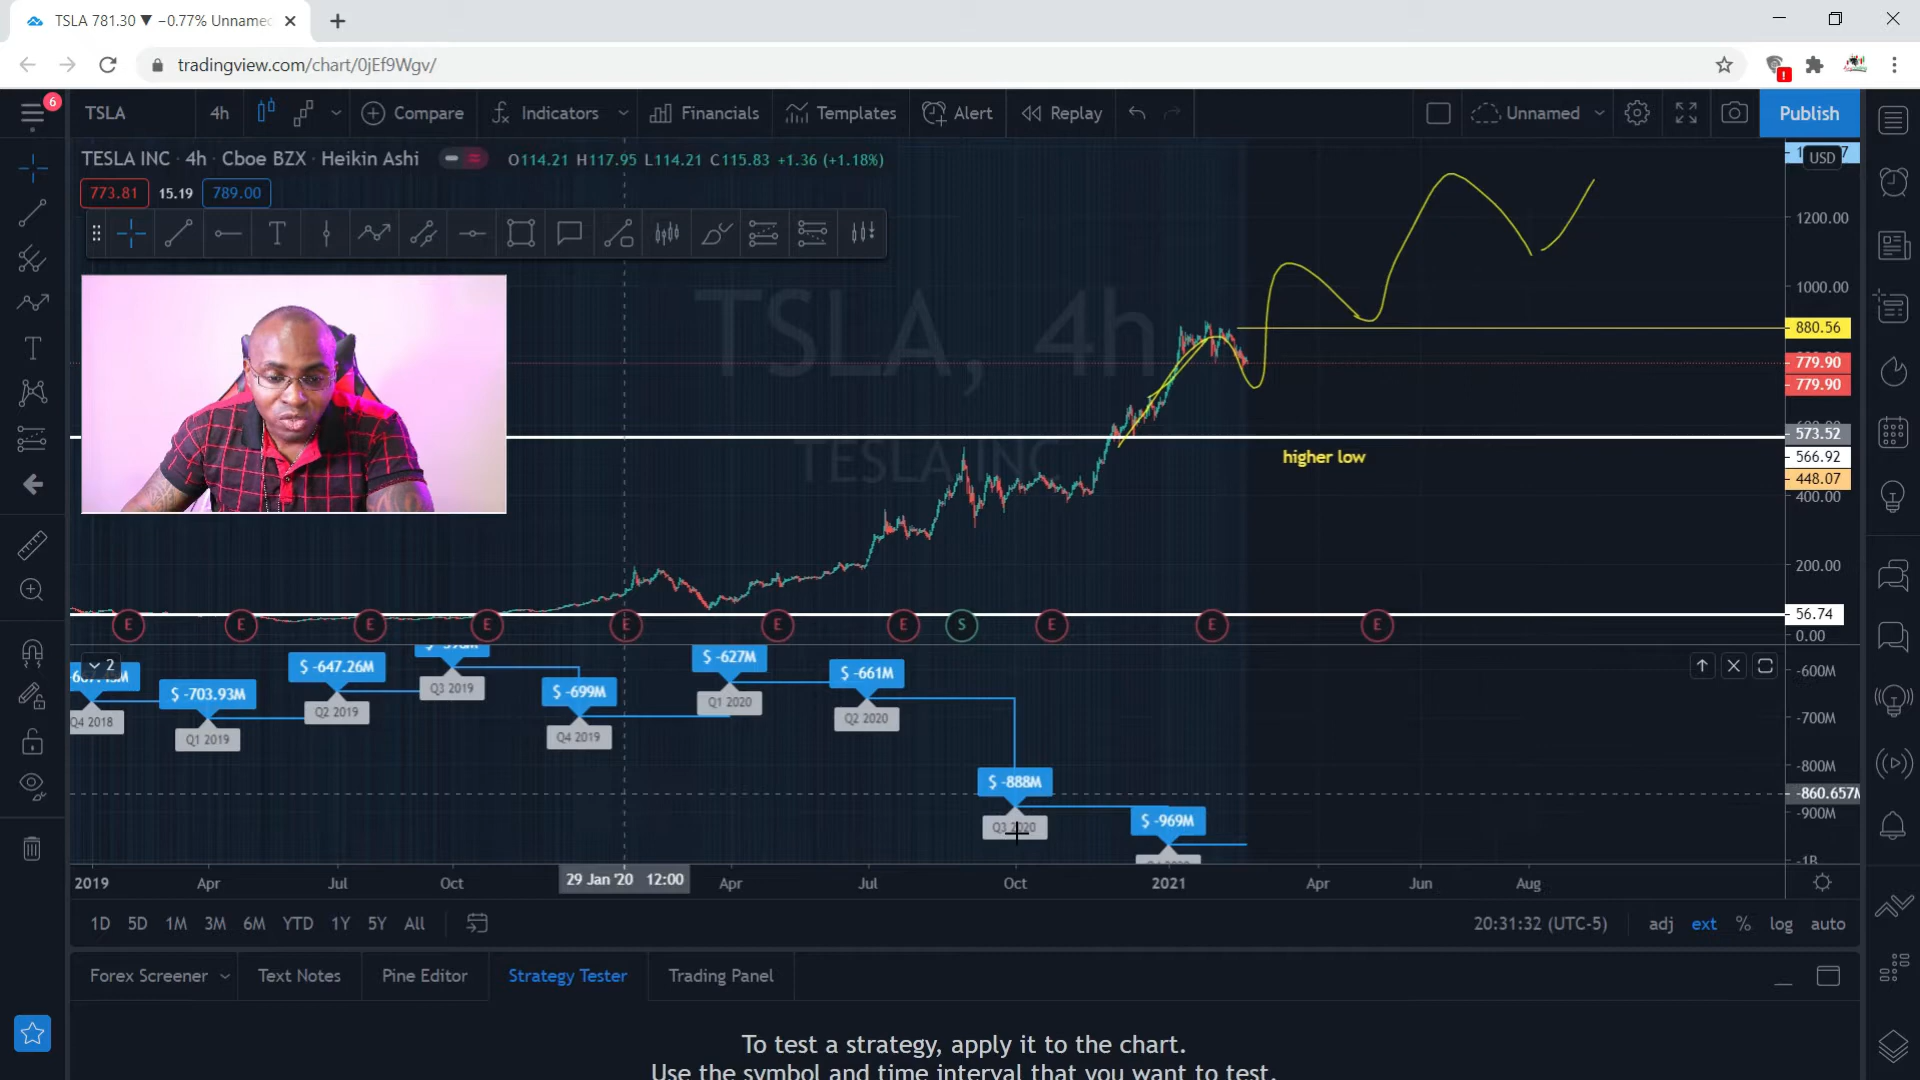 TSLA 781.30 ▼ −0.77% Unname
tradingview.com/chart/0jEf9Wgv/
6
TSLA 4h Compare Indicators Financials Templates Alert Replay Unnamed Publish
TESLA INC · 4h · Cboe BZX · Heikin Ashi O114.21 H117.95 L114.21 C115.83 +1.36 (+1.18%)
USD
773.81 15.19 789.00
1200.00
TSLA, 4h
TESLA INC
1000.00
880.56
779.90
779.90
573.52
higher low
566.92
448.07
400.00
200.00
56.74
0.00
E E E E E E E S E E E
2
$ -703.93M
Q1 2019
$ -647.26M
Q2 2019
Q3 2019
$ -699M
Q4 2019
$ -627M
Q1 2020
$ -661M
Q2 2020
$ -888M
Q3 2020
$ -969M
Q4 2018
-600M
-700M
-800M
-860.657M
-900M
-1B
2019 Apr Jul Oct 29 Jan '20 12:00 Apr Jul Oct 2021 Apr Jun Aug
1D 5D 1M 3M 6M YTD 1Y 5Y All 20:31:32 (UTC-5) adj ext % log auto
Forex Screener Text Notes Pine Editor Strategy Tester Trading Panel
To test a strategy, apply it to the chart.
Use the symbol and time interval that you want to test.